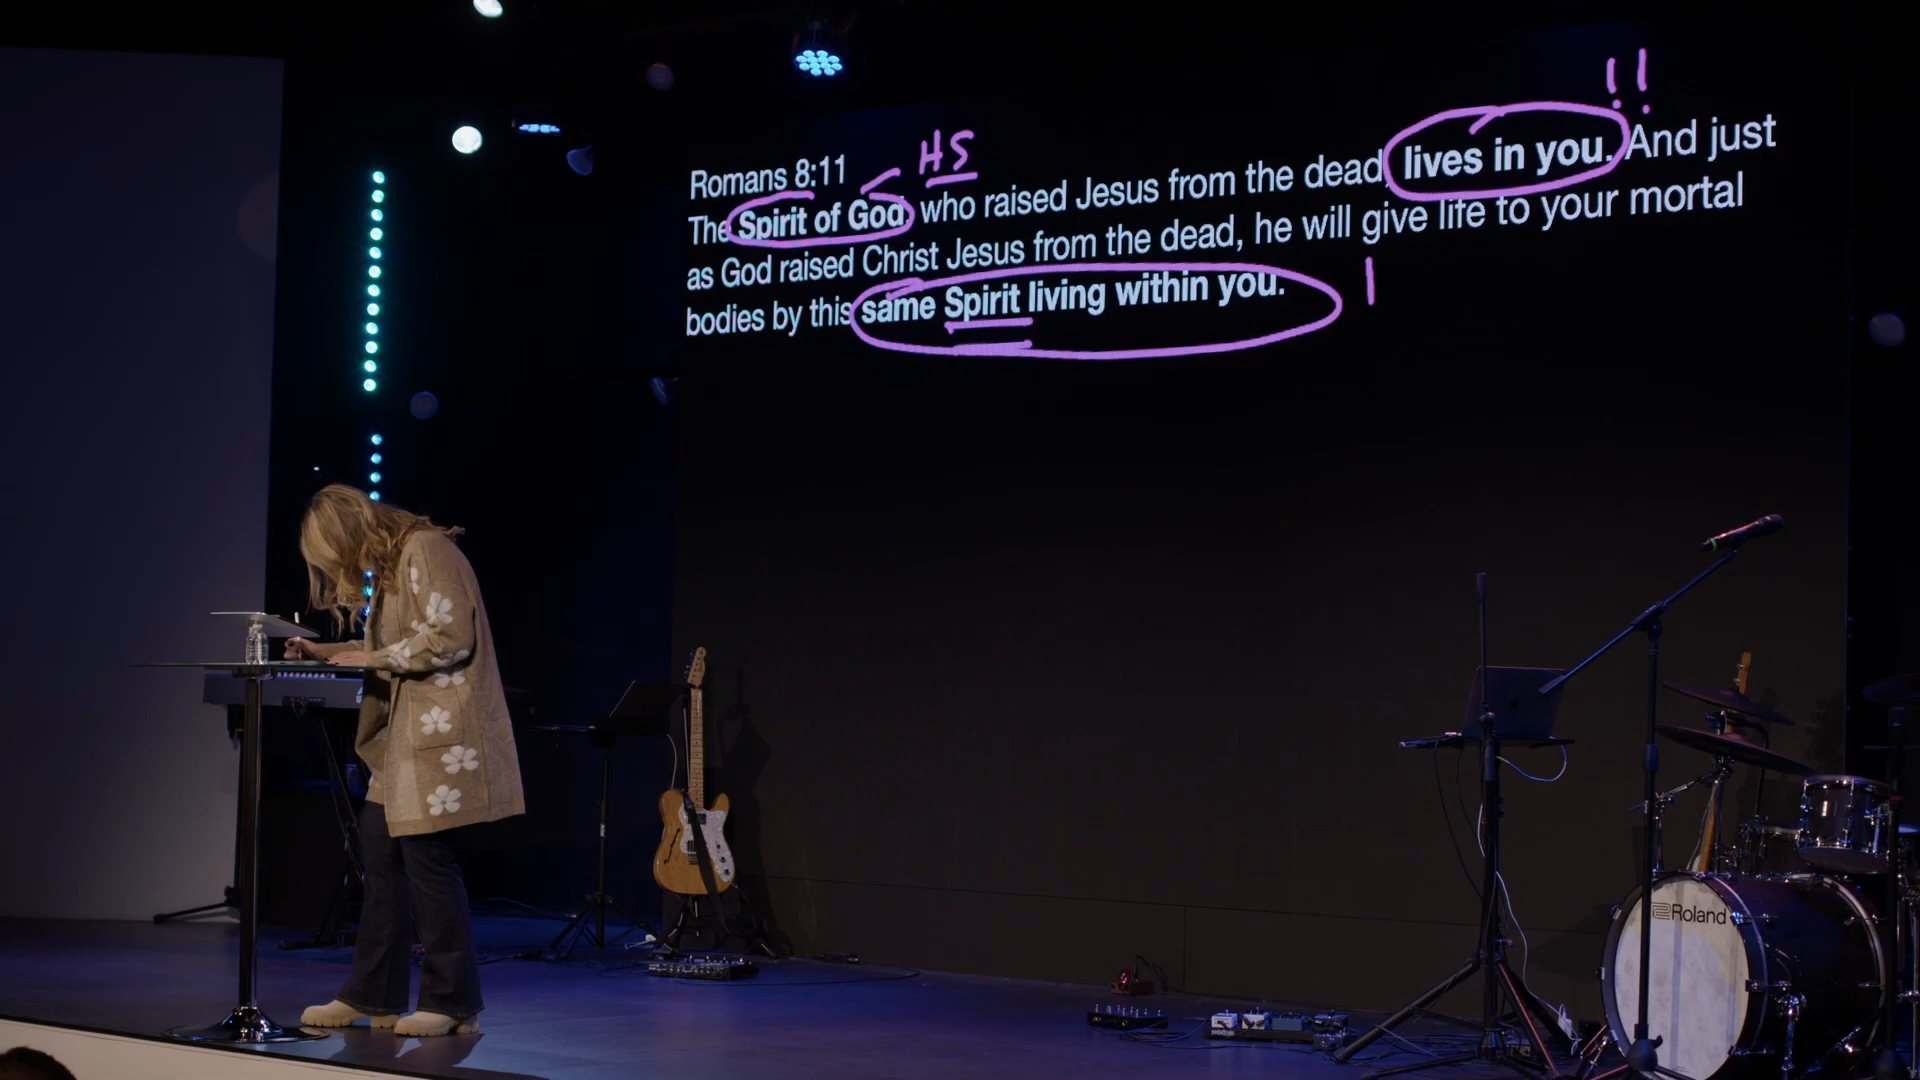 !!
HS
Romans 8:11
The Spirit of God, who raised Jesus from the dead, lives in you. And just
as God raised Christ Jesus from the dead, he will give life to your mortal
bodies by this same Spirit living within you.
!
Roland